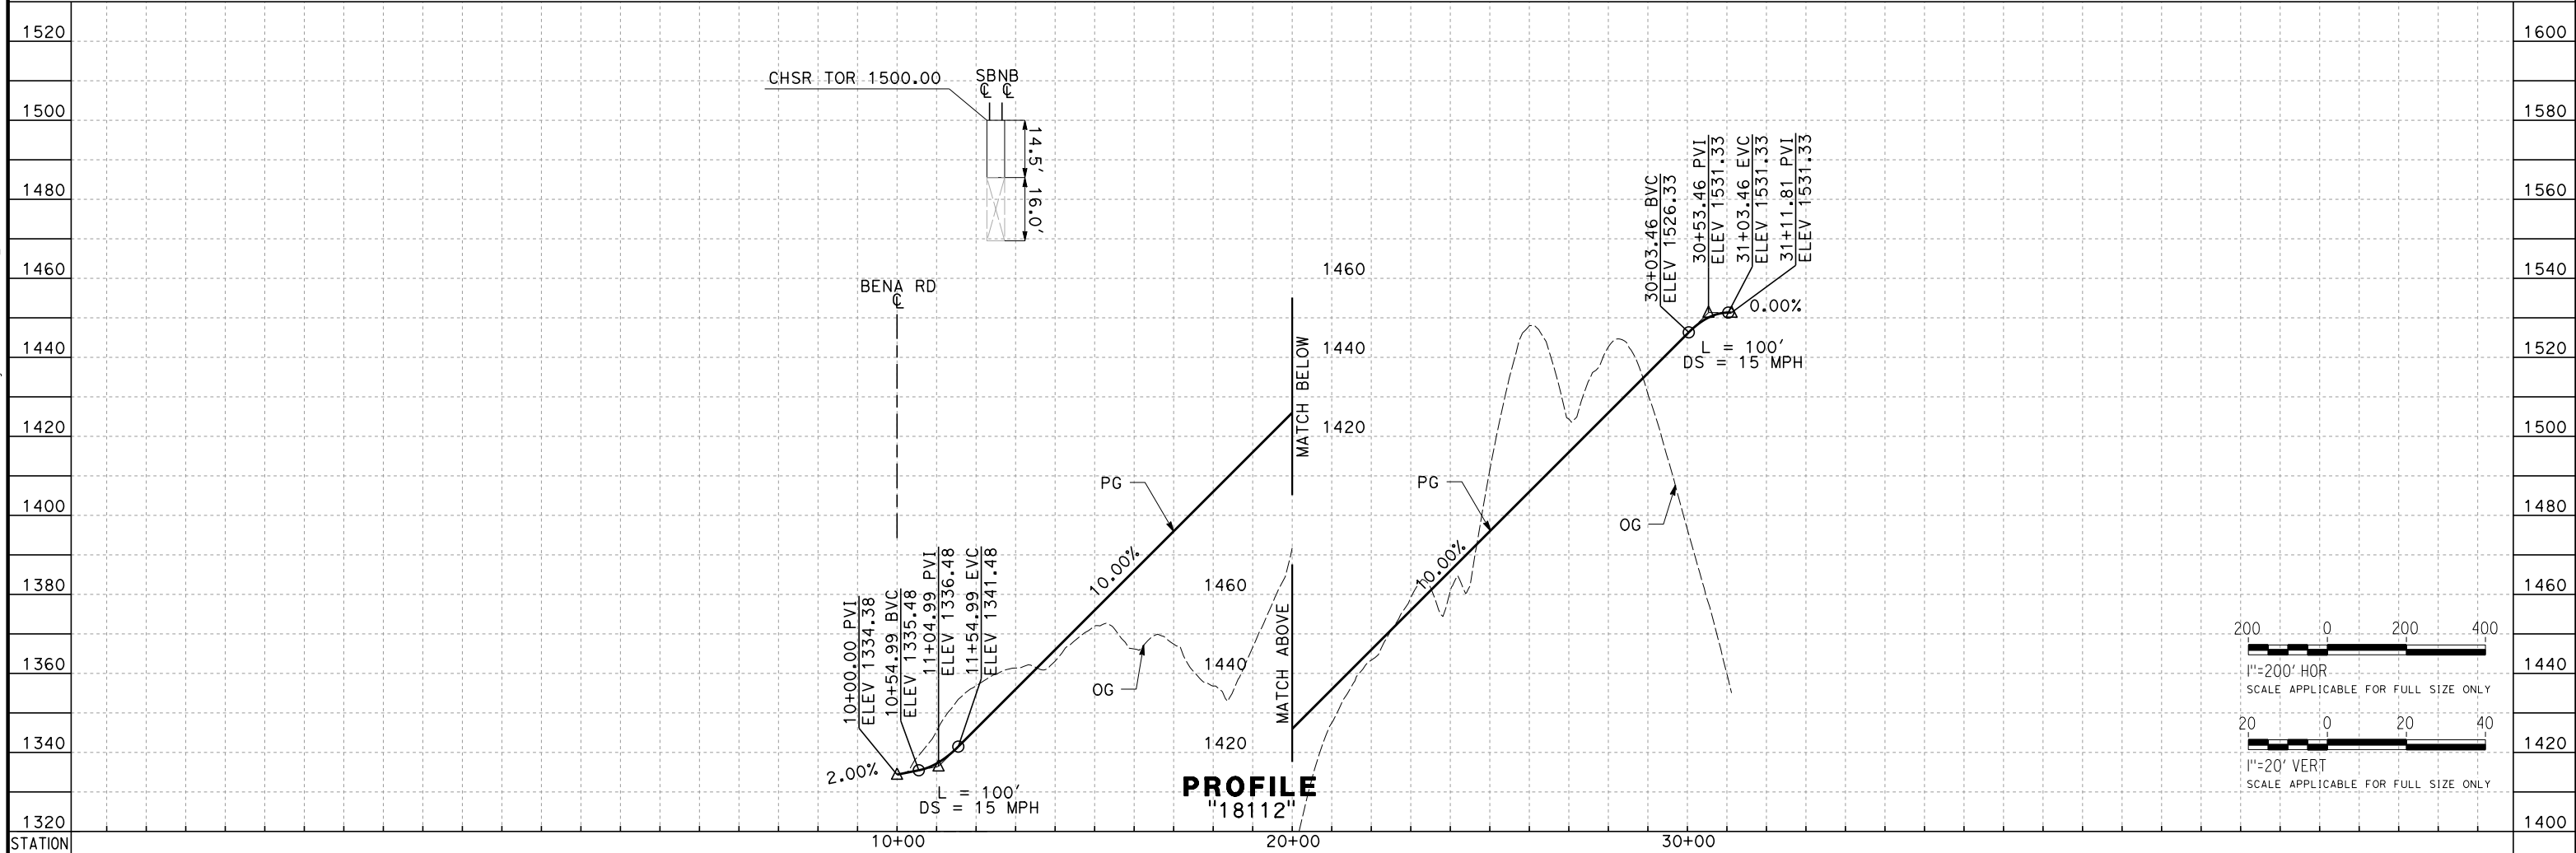 1520
1500
1480
1460
1440
1420
1400
1380
1360
1340
1320
STATION
CHSR TOR 1500.00
SBNB
℄ ℄
14.5'
16.0'
BENA RD
℄
10+00.00 PVI
ELEV 1334.38
10+54.99 BVC
ELEV 1335.48
11+04.99 PVI
ELEV 1336.48
11+54.99 EVC
ELEV 1341.48
2.00%
L = 100'
DS = 15 MPH
10.00%
PG
OG
1460
1440
1420
MATCH BELOW
1460
1440
1420
MATCH ABOVE
PROFILE
"18112"
PG
10.00%
OG
30+03.46 BVC
ELEV 1526.33
30+53.46 PVI
ELEV 1531.33
31+03.46 EVC
ELEV 1531.33
31+11.81 PVI
ELEV 1531.33
0.00%
L = 100'
DS = 15 MPH
10+00
20+00
30+00
200 0 200 400
1"=200' HOR
SCALE APPLICABLE FOR FULL SIZE ONLY
20 0 20 40
1"=20' VERT
SCALE APPLICABLE FOR FULL SIZE ONLY
1600
1580
1560
1540
1520
1500
1480
1460
1440
1420
1400